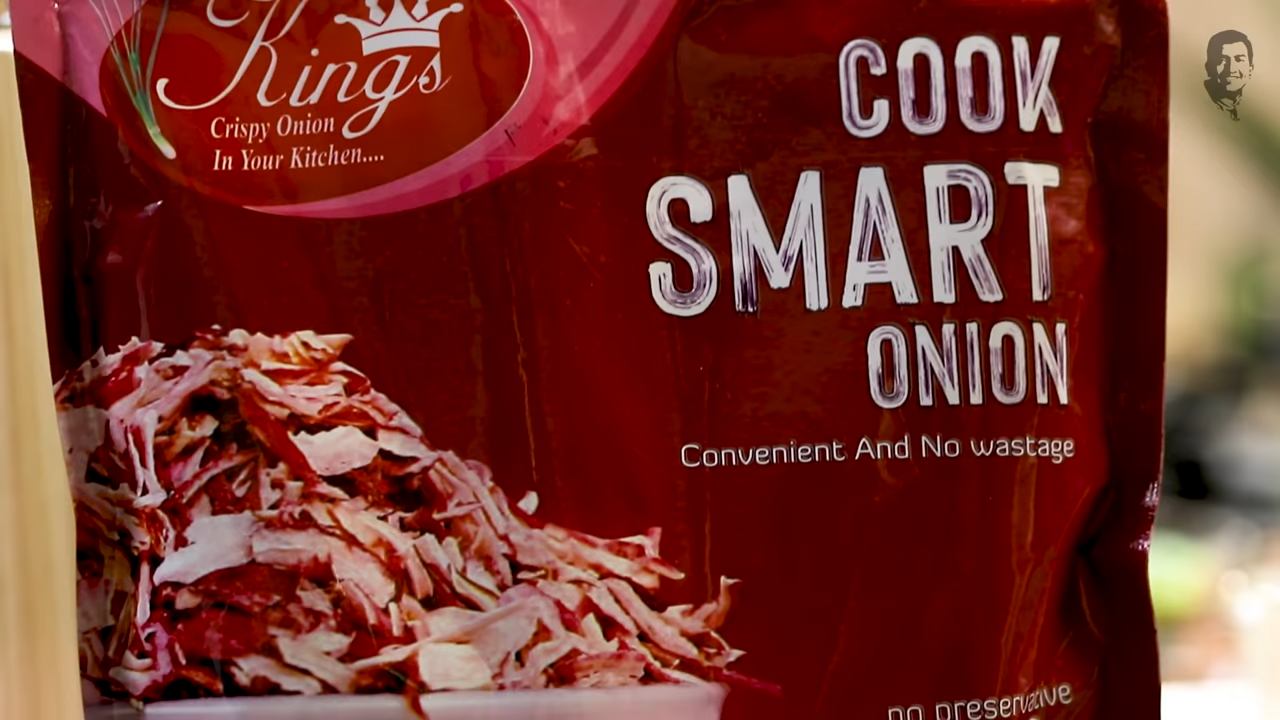 Kings
Crispy Onion
In Your Kitchen....
COOK
SMART
ONION
Convenient And No wastage
no preservative